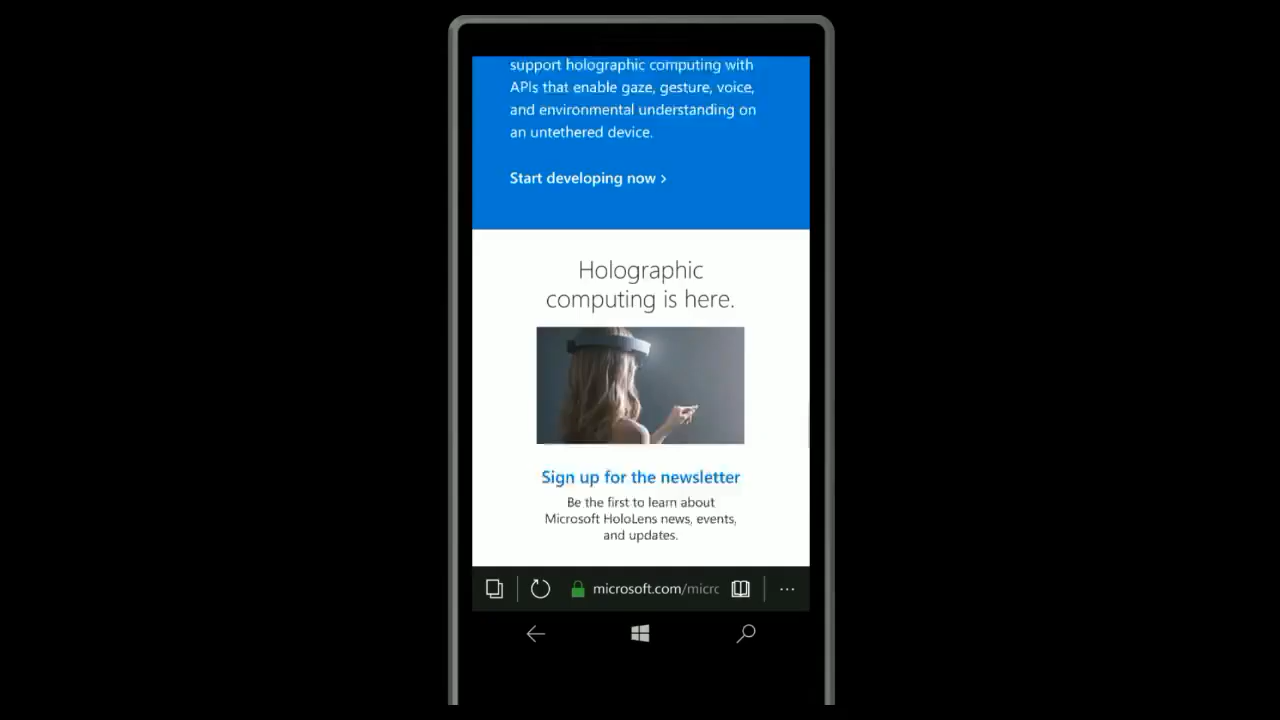 support holographic computing with
APIs that enable gaze, gesture, voice,
and environmental understanding on
an untethered device.
Start developing now >
Holographic
computing is here.
Sign up for the newsletter
Be the first to learn about
Microsoft HoloLens news, events,
and updates.
microsoft.com/micro